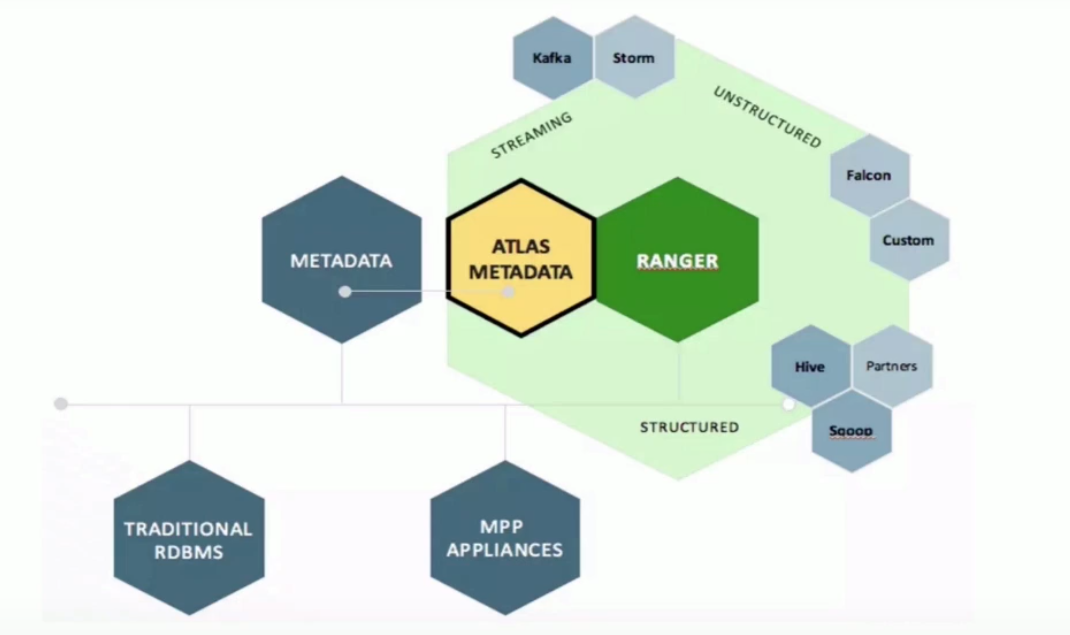 Kafka
Storm
STREAMING
UNSTRUCTURED
Falcon
Custom
METADATA
ATLAS
METADATA
RANGER
Hive
Partners
Sqoop
STRUCTURED
TRADITIONAL
RDBMS
MPP
APPLIANCES